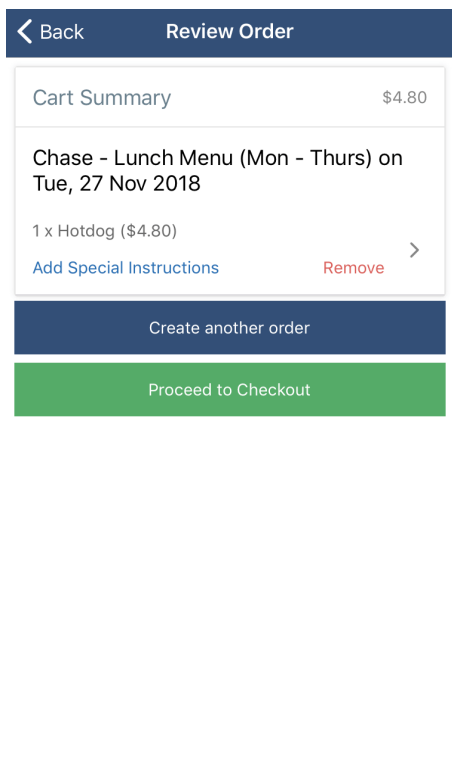 Back
Review Order
Cart Summary
$4.80
Chase - Lunch Menu (Mon - Thurs) on
Tue, 27 Nov 2018
1 x Hotdog ($4.80)
Add Special Instructions
Remove
Create another order
Proceed to Checkout